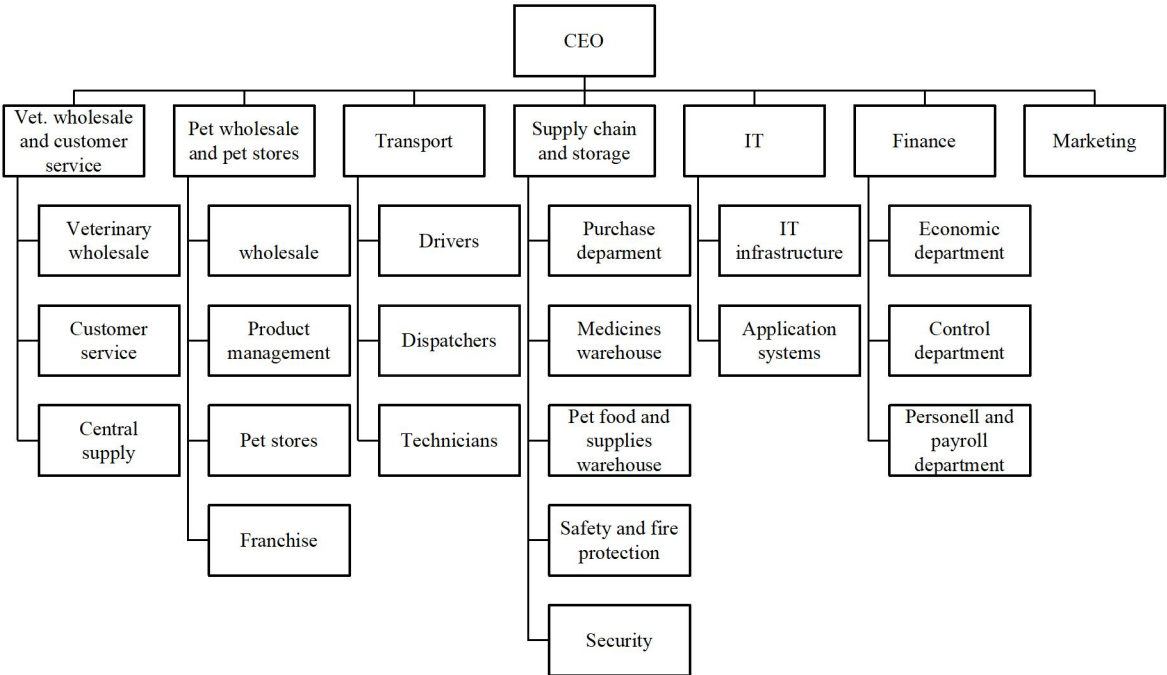 CEO
Vet. wholesale
and customer
service
Pet wholesale
and pet stores
Transport
Supply chain
and storage
IT
Finance
Marketing
Veterinary
wholesale
Customer
service
Central
supply
wholesale
Product
management
Pet stores
Franchise
Drivers
Dispatchers
Technicians
Purchase
deparment
Medicines
warehouse
Pet food and
supplies
warehouse
Safety and fire
protection
Security
IT
infrastructure
Application
systems
Economic
department
Control
department
Personell and
payroll
department